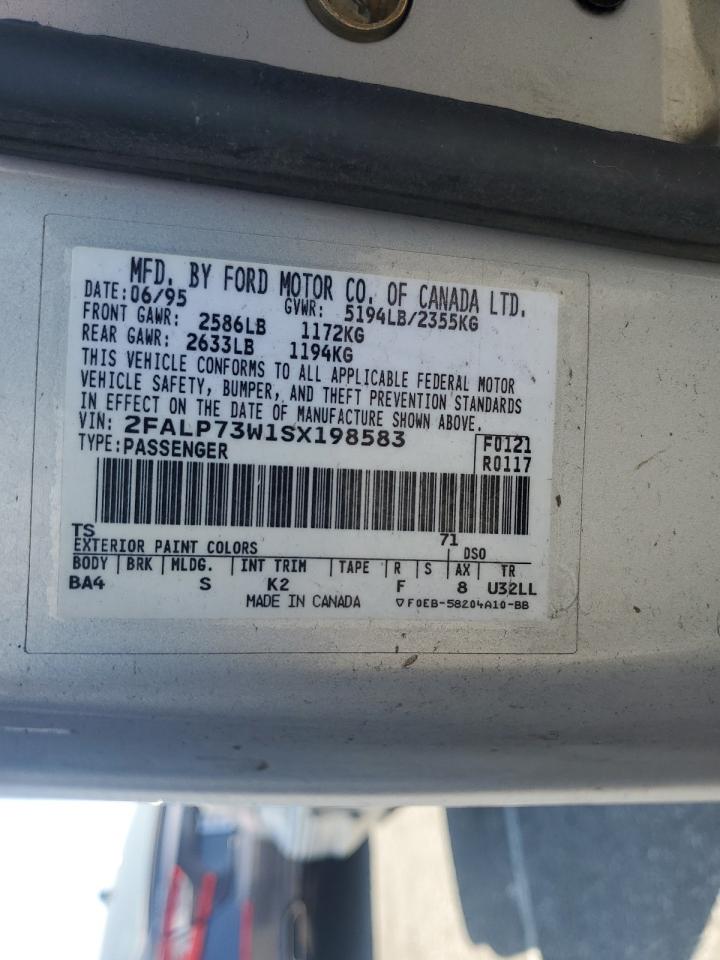 MFD. BY FORD MOTOR CO. OF CANADA LTD.
DATE: 06/95 GVWR: 5194LB/2355KG
FRONT GAWR: 2586LB 1172KG
REAR GAWR: 2633LB 1194KG
THIS VEHICLE CONFORMS TO ALL APPLICABLE FEDERAL MOTOR
VEHICLE SAFETY, BUMPER, AND THEFT PREVENTION STANDARDS
IN EFFECT ON THE DATE OF MANUFACTURE SHOWN ABOVE.
VIN: 2FALP73W1SX198583 F0121
TYPE: PASSENGER R0117
TS 71
EXTERIOR PAINT COLORS DSO
BODY BRK MLDG. INT TRIM TAPE R S AX TR
BA4 S K2 F 8 U32LL
MADE IN CANADA ▽F0EB-58204A10-BB